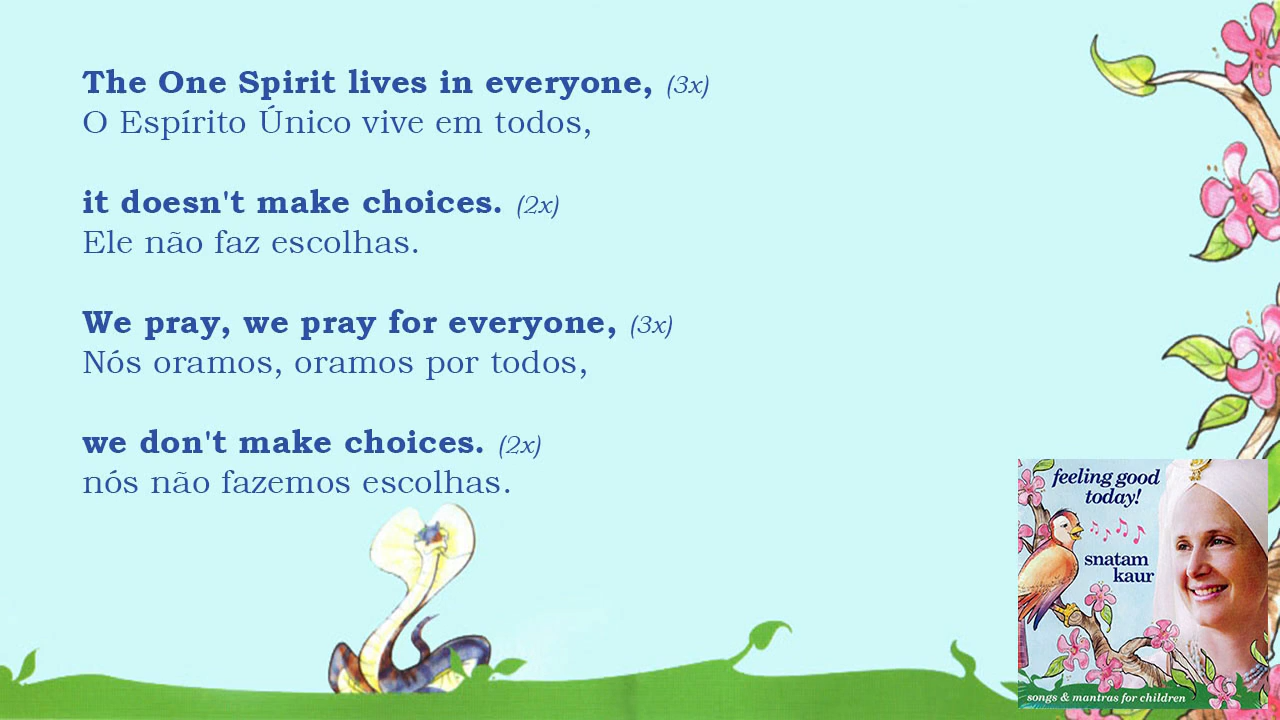 The One Spirit lives in everyone, (3x)
O Espírito Único vive em todos,
it doesn't make choices. (2x)
Ele não faz escolhas.
We pray, we pray for everyone, (3x)
Nós oramos, oramos por todos,
we don't make choices. (2x)
nós não fazemos escolhas.
feeling good
today!
snatam
kaur
songs & mantras for children